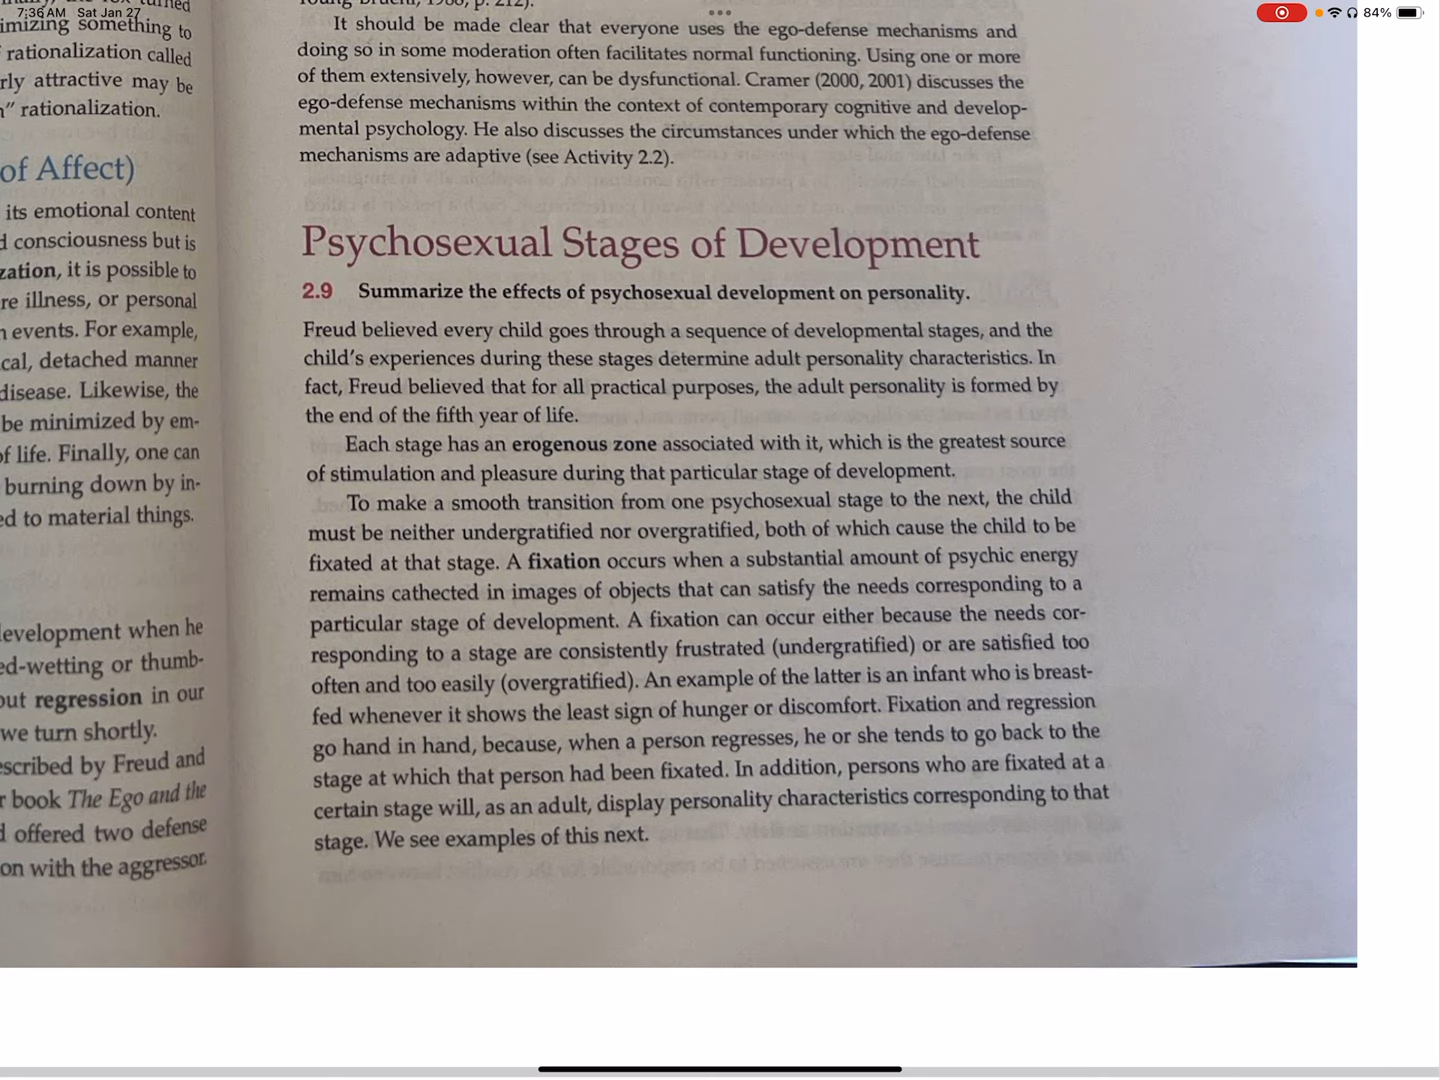 7:36 AM Sat Jan 27
84%
imizing something to
rationalization called
rly attractive may be
rationalization.
of Affect)
its emotional content
consciousness but is
zation, it is possible to
re illness, or personal
events. For example,
cal, detached manner
disease. Likewise, the
be minimized by em-
of life. Finally, one can
burning down by in-
ed to material things.
development when he
ed-wetting or thumb-
out regression in our
we turn shortly.
escribed by Freud and
r book The Ego and the
offered two defense
on with the aggressor.
It should be made clear that everyone uses the ego-defense mechanisms and
doing so in some moderation often facilitates normal functioning. Using one or more
of them extensively, however, can be dysfunctional. Cramer (2000, 2001) discusses the
ego-defense mechanisms within the context of contemporary cognitive and develop-
mental psychology. He also discusses the circumstances under which the ego-defense
mechanisms are adaptive (see Activity 2.2).
Psychosexual Stages of Development
2.9 Summarize the effects of psychosexual development on personality.
Freud believed every child goes through a sequence of developmental stages, and the
child's experiences during these stages determine adult personality characteristics. In
fact, Freud believed that for all practical purposes, the adult personality is formed by
the end of the fifth year of life.
Each stage has an erogenous zone associated with it, which is the greatest source
of stimulation and pleasure during that particular stage of development.
To make a smooth transition from one psychosexual stage to the next, the child
must be neither undergratified nor overgratified, both of which cause the child to be
fixated at that stage. A fixation occurs when a substantial amount of psychic energy
remains cathected in images of objects that can satisfy the needs corresponding to a
particular stage of development. A fixation can occur either because the needs cor-
responding to a stage are consistently frustrated (undergratified) or are satisfied too
often and too easily (overgratified). An example of the latter is an infant who is breast-
fed whenever it shows the least sign of hunger or discomfort. Fixation and regression
go hand in hand, because, when a person regresses, he or she tends to go back to the
stage at which that person had been fixated. In addition, persons who are fixated at a
certain stage will, as an adult, display personality characteristics corresponding to that
stage. We see examples of this next.